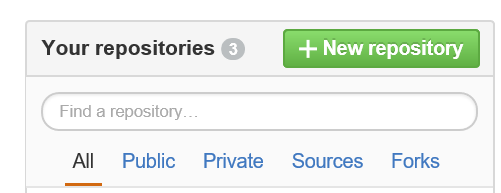 Your repositories 3 + New repository
Find a repository…
All Public Private Sources Forks